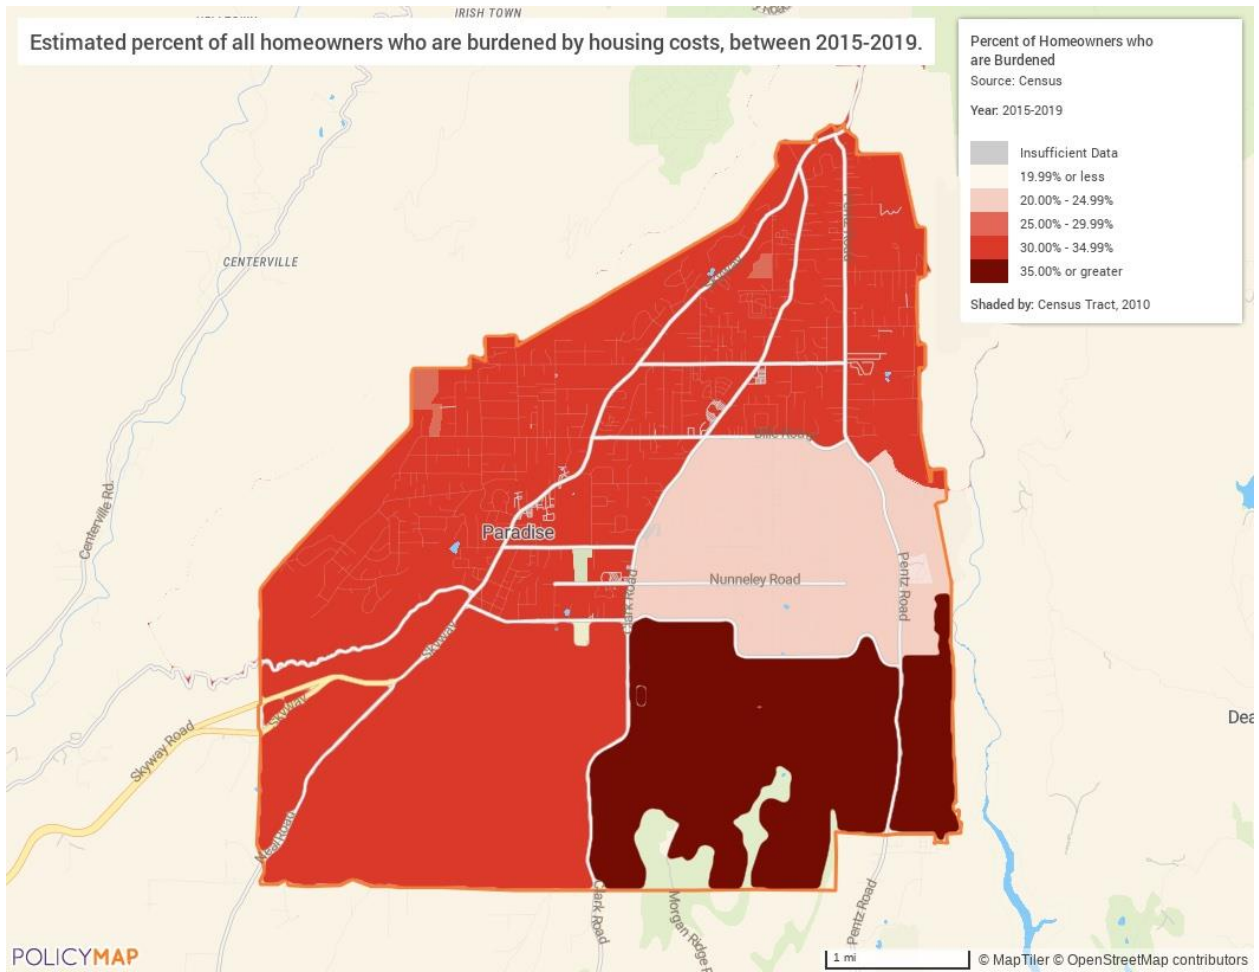 IRISH TOWN
Estimated percent of all homeowners who are burdened by housing costs, between 2015-2019.
Percent of Homeowners who
are Burdened
Source: Census
Year: 2015-2019
Insufficient Data
19.99% or less
20.00% - 24.99%
25.00% - 29.99%
30.00% - 34.99%
35.00% or greater
Shaded by: Census Tract, 2010
CENTERVILLE
Skyway
Centerville Rd.
Paradise
Nunneley Road
Clark Road
Pentz Road
Skyway
Skyway
Skyway Road
Neal Road
Dea
Clark Road
Morgan Ridge
Pentz Road
POLICYMAP
1 mi
© MapTiler © OpenStreetMap contributors